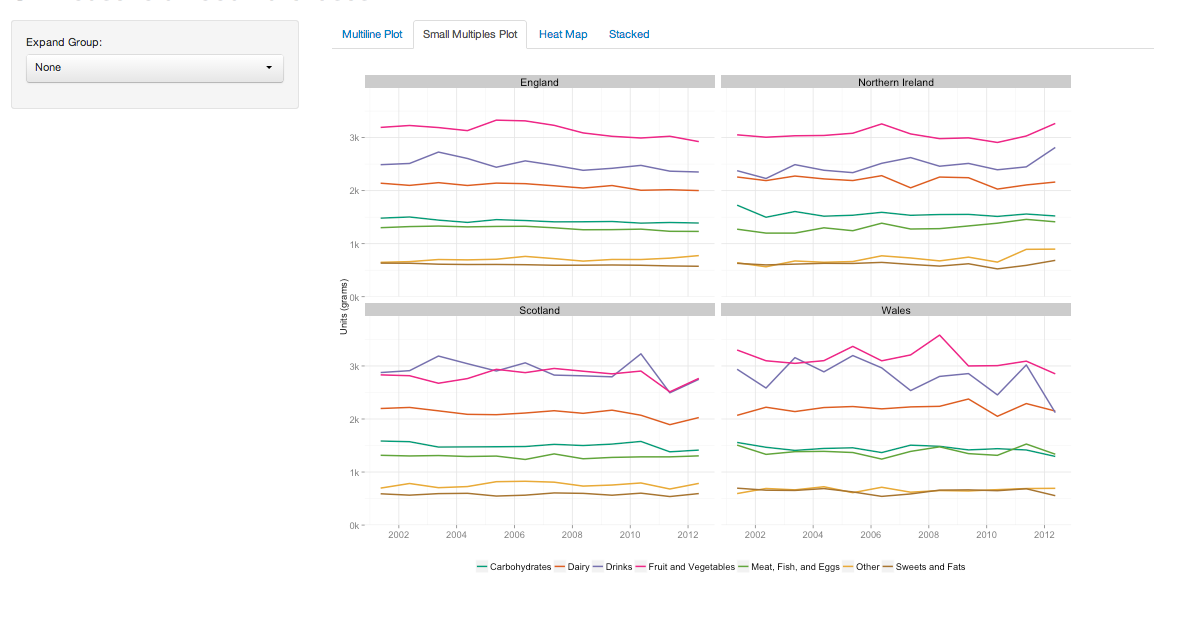 Expand Group:
None
Multiline Plot Small Multiples Plot Heat Map Stacked
England Northern Ireland
3k
2k
1k
0k
Units (grams)
Scotland Wales
3k
2k
1k
0k
2002 2004 2006 2008 2010 2012 2002 2004 2006 2008 2010 2012
Carbohydrates Dairy Drinks Fruit and Vegetables Meat, Fish, and Eggs Other Sweets and Fats